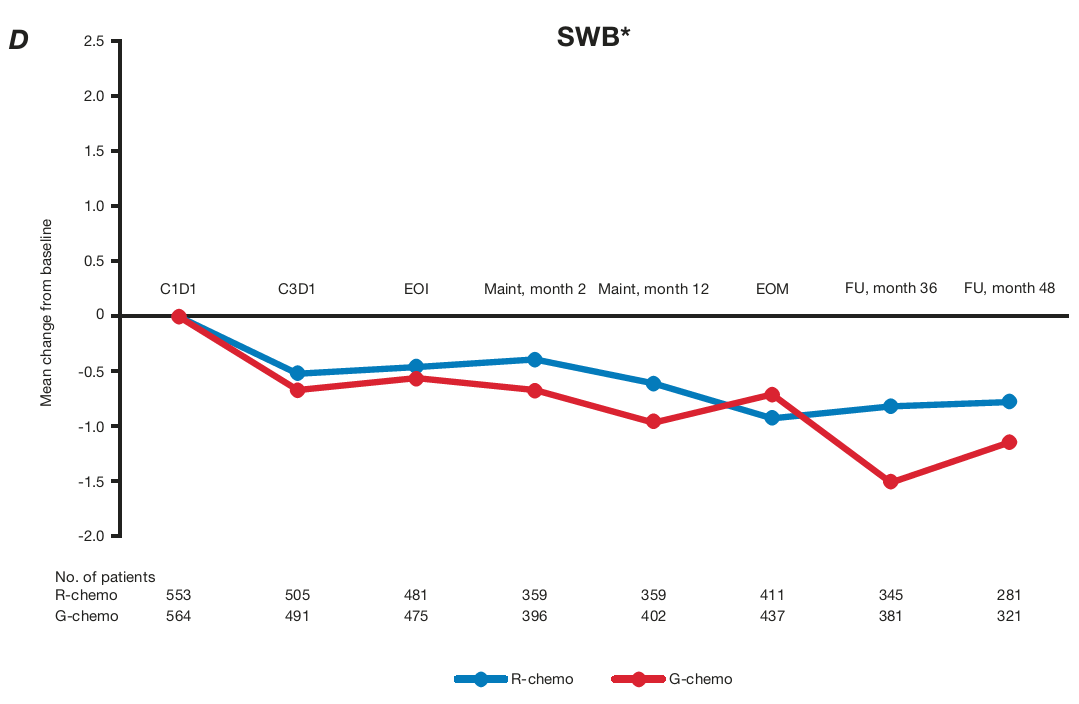 D
SWB*
2.5
2.0
1.5
1.0
0.5
0
-0.5
-1.0
-1.5
-2.0
Mean change from baseline
C1D1 C3D1 EOI Maint, month 2 Maint, month 12 EOM FU, month 36 FU, month 48
No. of patients
R-chemo 553 505 481 359 359 411 345 281
G-chemo 564 491 475 396 402 437 381 321
R-chemo G-chemo